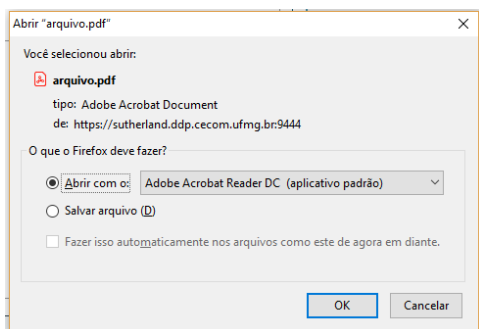 Abrir "arquivo.pdf"
Você selecionou abrir:
arquivo.pdf
tipo: Adobe Acrobat Document
de: https://sutherland.ddp.cecom.ufmg.br:9444
O que o Firefox deve fazer?
Abrir com o: Adobe Acrobat Reader DC (aplicativo padrão)
Salvar arquivo (D)
Fazer isso automaticamente nos arquivos como este de agora em diante.
OK Cancelar